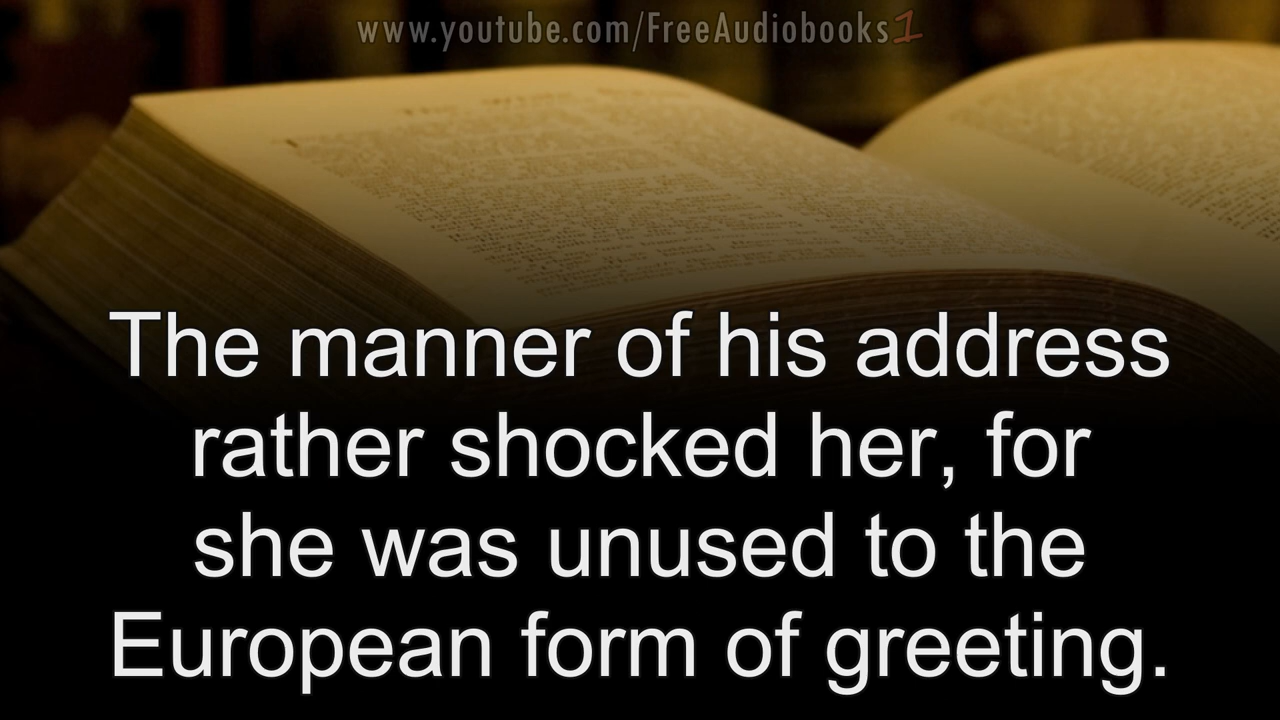 www.youtube.com/FreeAudiobooks1
The manner of his address
rather shocked her, for
she was unused to the
European form of greeting.